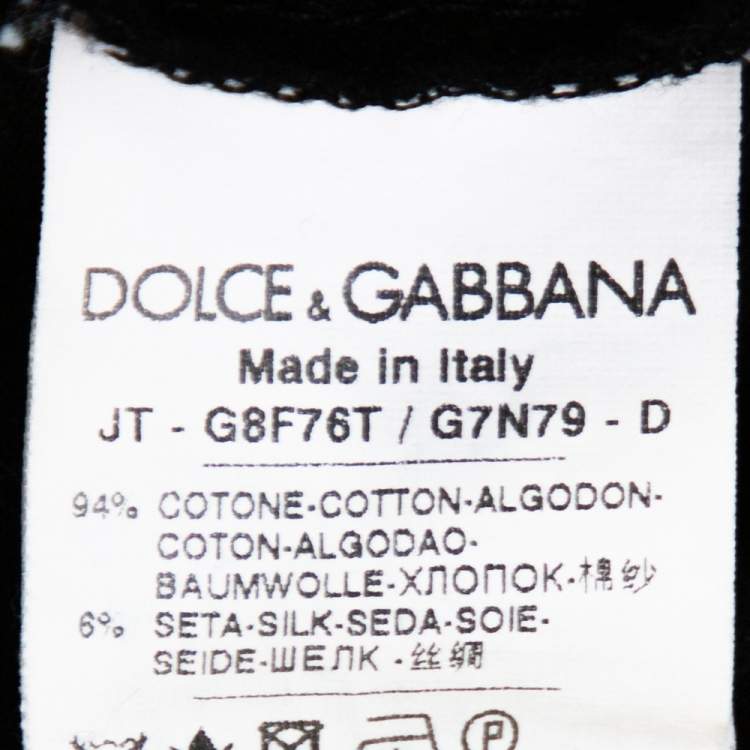 DOLCE & GABBANA
Made in Italy
JT - G8F76T / G7N79 - D
94% COTONE-COTTON-ALGODON-
COTON-ALGODAO-
BAUMWOLLE-ХЛОПОК-棉纱
6% SETA-SILK-SEDA-SOIE-
SEIDE-ШЕЛК -丝绸
P